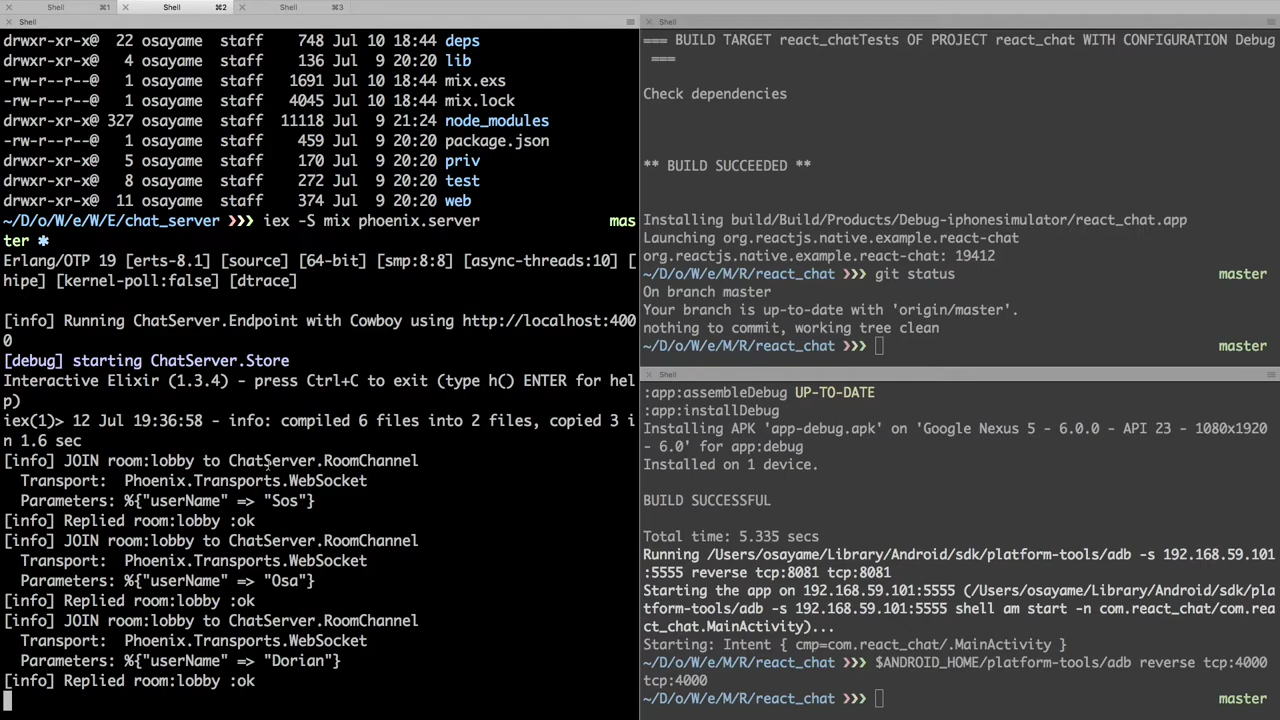 Shell ⌘1 Shell ⌘2 Shell ⌘3
Shell
drwxr-xr-x@ 22 osayame staff 748 Jul 10 18:44 deps
drwxr-xr-x@ 4 osayame staff 136 Jul 9 20:20 lib
-rw-r--r--@ 1 osayame staff 1691 Jul 10 18:44 mix.exs
-rw-r--r--@ 1 osayame staff 4045 Jul 10 18:44 mix.lock
drwxr-xr-x@ 327 osayame staff 11118 Jul 9 21:24 node_modules
-rw-r--r--@ 1 osayame staff 459 Jul 9 20:20 package.json
drwxr-xr-x@ 5 osayame staff 170 Jul 9 20:20 priv
drwxr-xr-x@ 8 osayame staff 272 Jul 9 20:20 test
drwxr-xr-x@ 11 osayame staff 374 Jul 9 20:20 web
~/D/o/W/e/W/E/chat_server ❯❯❯ iex -S mix phoenix.server mas
ter ✱
Erlang/OTP 19 [erts-8.1] [source] [64-bit] [smp:8:8] [async-threads:10] [
hipe] [kernel-poll:false] [dtrace]
[info] Running ChatServer.Endpoint with Cowboy using http://localhost:400
0
[debug] starting ChatServer.Store
Interactive Elixir (1.3.4) - press Ctrl+C to exit (type h() ENTER for hel
p)
iex(1)> 12 Jul 19:36:58 - info: compiled 6 files into 2 files, copied 3 i
n 1.6 sec
[info] JOIN room:lobby to ChatServer.RoomChannel
Transport: Phoenix.Transports.WebSocket
Parameters: %{"userName" => "Sos"}
[info] Replied room:lobby :ok
[info] JOIN room:lobby to ChatServer.RoomChannel
Transport: Phoenix.Transports.WebSocket
Parameters: %{"userName" => "Osa"}
[info] Replied room:lobby :ok
[info] JOIN room:lobby to ChatServer.RoomChannel
Transport: Phoenix.Transports.WebSocket
Parameters: %{"userName" => "Dorian"}
[info] Replied room:lobby :ok
Shell
=== BUILD TARGET react_chatTests OF PROJECT react_chat WITH CONFIGURATION Debug
===
Check dependencies
** BUILD SUCCEEDED **
Installing build/Build/Products/Debug-iphonesimulator/react_chat.app
Launching org.reactjs.native.example.react-chat
org.reactjs.native.example.react-chat: 19412
~/D/o/W/e/M/R/react_chat ❯❯❯ git status master
On branch master
Your branch is up-to-date with 'origin/master'.
nothing to commit, working tree clean
~/D/o/W/e/M/R/react_chat ❯❯❯ master
Shell
:app:assembleDebug UP-TO-DATE
:app:installDebug
Installing APK 'app-debug.apk' on 'Google Nexus 5 - 6.0.0 - API 23 - 1080x1920
- 6.0' for app:debug
Installed on 1 device.
BUILD SUCCESSFUL
Total time: 5.335 secs
Running /Users/osayame/Library/Android/sdk/platform-tools/adb -s 192.168.59.101
:5555 reverse tcp:8081 tcp:8081
Starting the app on 192.168.59.101:5555 (/Users/osayame/Library/Android/sdk/pla
tform-tools/adb -s 192.168.59.101:5555 shell am start -n com.react_chat/com.rea
ct_chat.MainActivity)...
Starting: Intent { cmp=com.react_chat/.MainActivity }
~/D/o/W/e/M/R/react_chat ❯❯❯ $ANDROID_HOME/platform-tools/adb reverse tcp:4000
tcp:4000
~/D/o/W/e/M/R/react_chat ❯❯❯ master